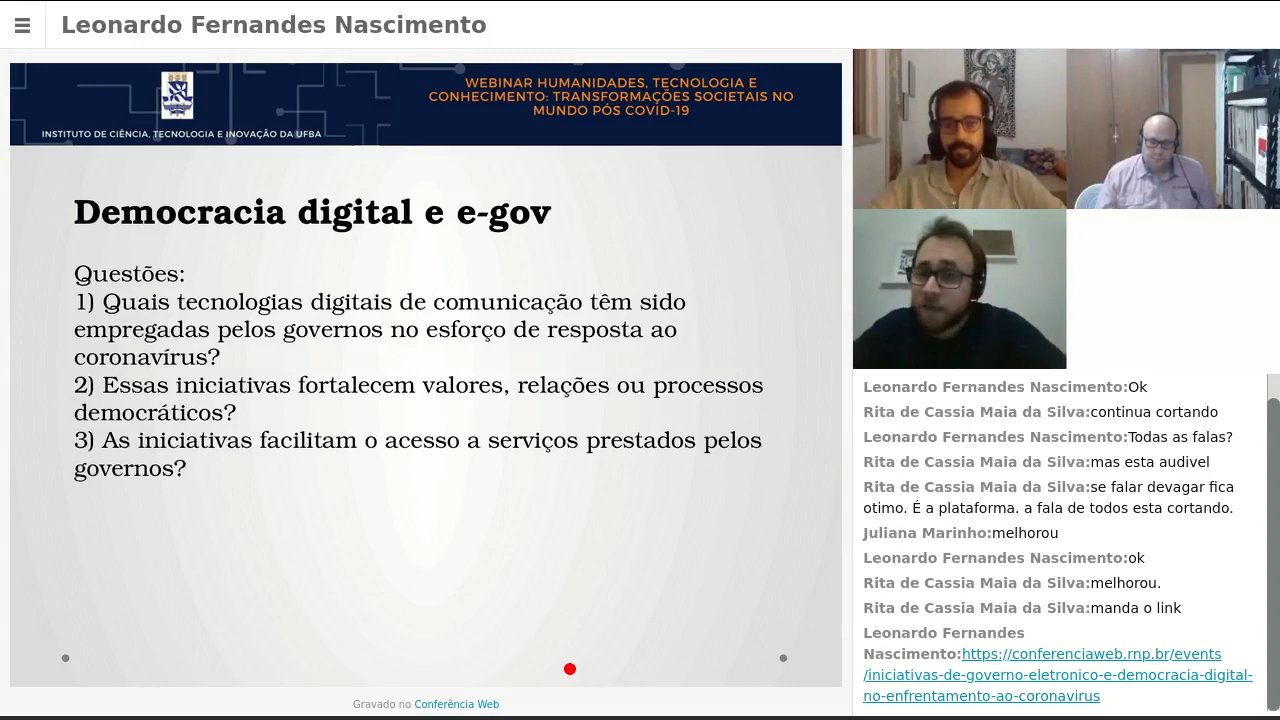 Leonardo Fernandes Nascimento
INSTITUTO DE CIÊNCIA, TECNOLOGIA E INOVAÇÃO DA UFBA
WEBINAR HUMANIDADES, TECNOLOGIA E
CONHECIMENTO: TRANSFORMAÇÕES SOCIETAIS NO
MUNDO PÓS COVID-19
Democracia digital e e-gov
Questões:
1) Quais tecnologias digitais de comunicação têm sido
empregadas pelos governos no esforço de resposta ao
coronavírus?
2) Essas iniciativas fortalecem valores, relações ou processos
democráticos?
3) As iniciativas facilitam o acesso a serviços prestados pelos
governos?
Gravado no Conferência Web
Leonardo Fernandes Nascimento:Ok
Rita de Cassia Maia da Silva:continua cortando
Leonardo Fernandes Nascimento:Todas as falas?
Rita de Cassia Maia da Silva:mas esta audivel
Rita de Cassia Maia da Silva:se falar devagar fica
otimo. É a plataforma. a fala de todos esta cortando.
Juliana Marinho:melhorou
Leonardo Fernandes Nascimento:ok
Rita de Cassia Maia da Silva:melhorou.
Rita de Cassia Maia da Silva:manda o link
Leonardo Fernandes
Nascimento:https://conferenciaweb.rnp.br/events
/iniciativas-de-governo-eletronico-e-democracia-digital-
no-enfrentamento-ao-coronavirus